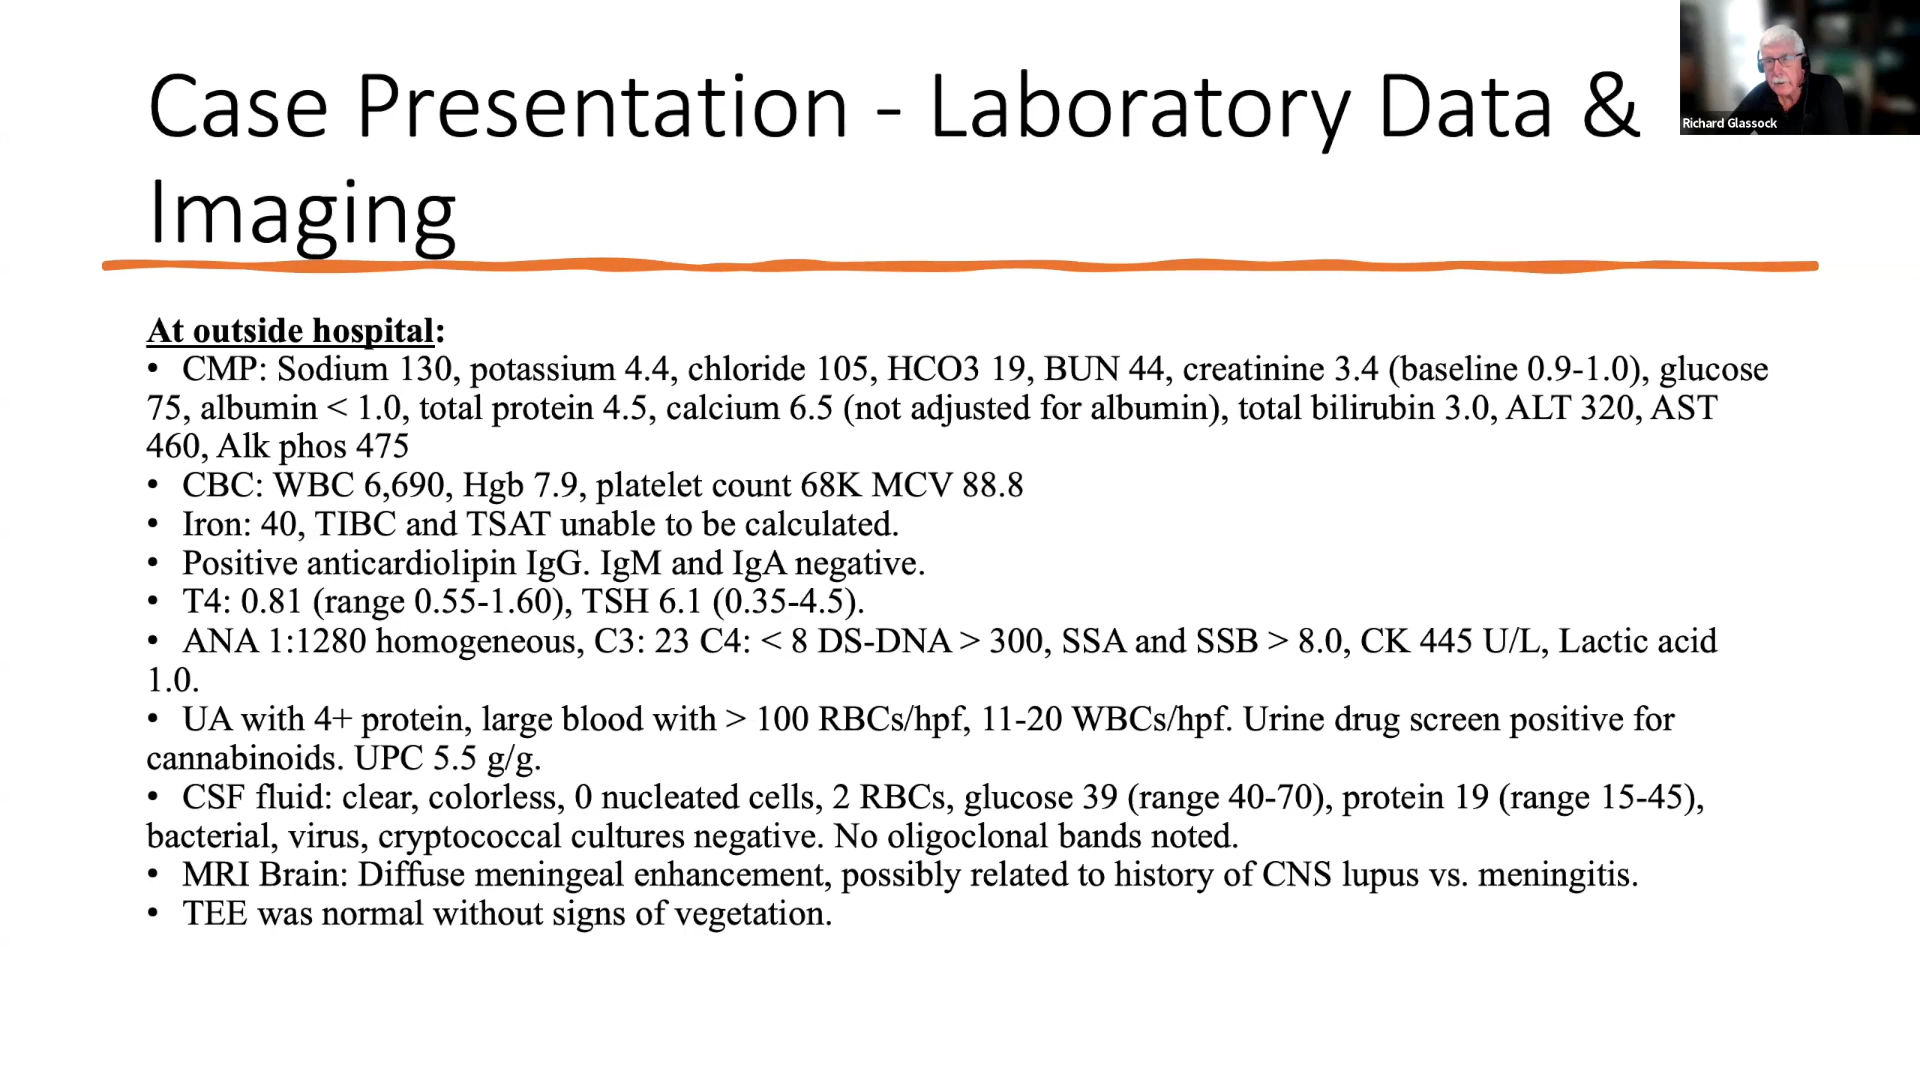 Case Presentation - Laboratory Data &
Imaging
Richard Glassock
At outside hospital:
• CMP: Sodium 130, potassium 4.4, chloride 105, HCO3 19, BUN 44, creatinine 3.4 (baseline 0.9-1.0), glucose
75, albumin < 1.0, total protein 4.5, calcium 6.5 (not adjusted for albumin), total bilirubin 3.0, ALT 320, AST
460, Alk phos 475
• CBC: WBC 6,690, Hgb 7.9, platelet count 68K MCV 88.8
• Iron: 40, TIBC and TSAT unable to be calculated.
• Positive anticardiolipin IgG. IgM and IgA negative.
• T4: 0.81 (range 0.55-1.60), TSH 6.1 (0.35-4.5).
• ANA 1:1280 homogeneous, C3: 23 C4: < 8 DS-DNA > 300, SSA and SSB > 8.0, CK 445 U/L, Lactic acid
1.0.
• UA with 4+ protein, large blood with > 100 RBCs/hpf, 11-20 WBCs/hpf. Urine drug screen positive for
cannabinoids. UPC 5.5 g/g.
• CSF fluid: clear, colorless, 0 nucleated cells, 2 RBCs, glucose 39 (range 40-70), protein 19 (range 15-45),
bacterial, virus, cryptococcal cultures negative. No oligoclonal bands noted.
• MRI Brain: Diffuse meningeal enhancement, possibly related to history of CNS lupus vs. meningitis.
• TEE was normal without signs of vegetation.